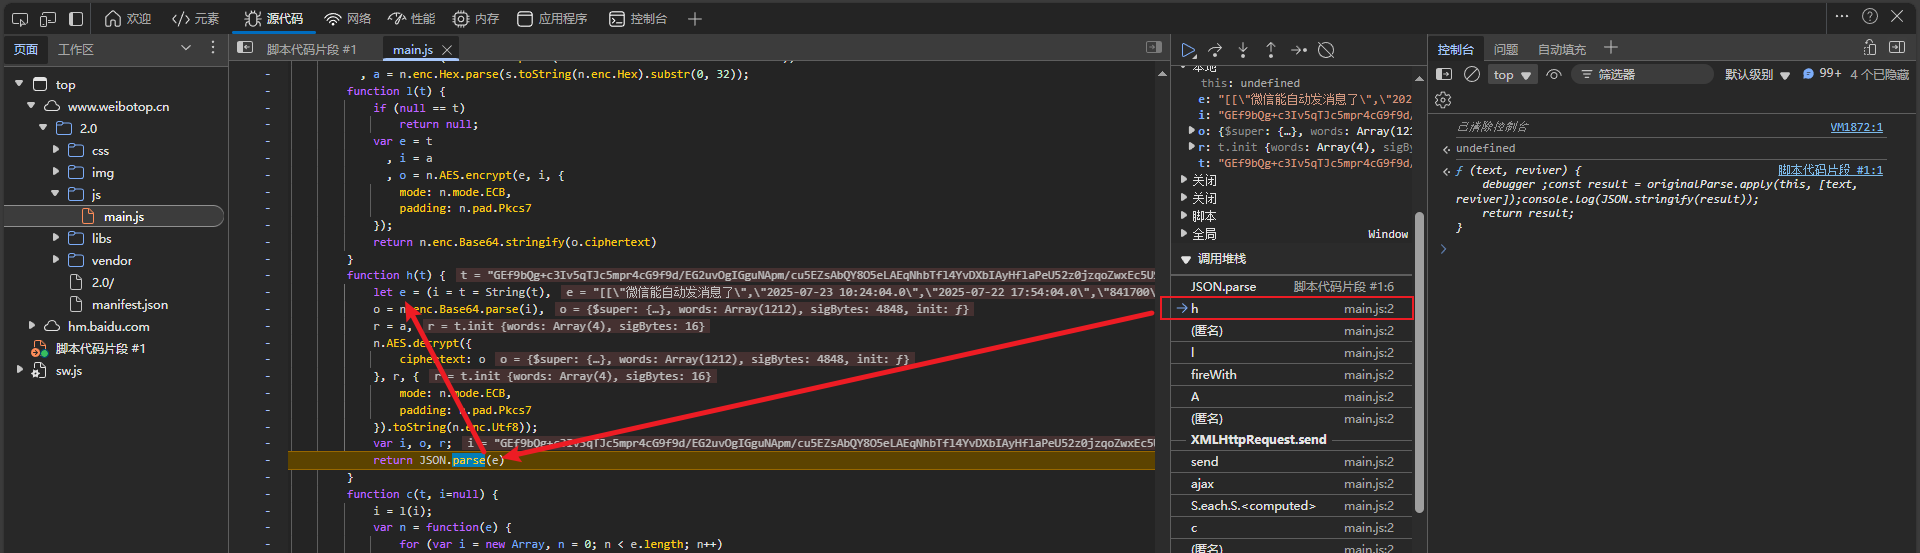 欢迎 元素 源代码 网络 性能 内存 应用程序 控制台
页面 工作区
top
www.weibotop.cn
2.0
css
img
js
main.js
libs
vendor
2.0/
manifest.json
hm.baidu.com
脚本代码片段 #1
sw.js
脚本代码片段 #1 main.js
, a = n.enc.Hex.parse(s.toString(n.enc.Hex).substr(0, 32));
function l(t) {
if (null == t)
return null;
var e = t
, i = a
, o = n.AES.encrypt(e, i, {
mode: n.mode.ECB,
padding: n.pad.Pkcs7
});
return n.enc.Base64.stringify(o.ciphertext)
}
function h(t) { t = "GEf9bQg+c3Iv5qTJc5mpr4cG9f9d/EG2uvOgIGguNApm/cu5EZsAbQY8O5eLAEqNhbTfl4YvDXbIAyHflaPeU52z0jzqoZwxEc5U
let e = (i = t = String(t), e = "[[\"微信能自动发消息了\",\"2025-07-23 10:24:04.0\",\"2025-07-22 17:54:04.0\",\"841700\
o = n.enc.Base64.parse(i), o = {$super: {…}, words: Array(1212), sigBytes: 4848, init: ƒ}
r = a, r = t.init {words: Array(4), sigBytes: 16}
n.AES.decrypt({
ciphertext: o o = {$super: {…}, words: Array(1212), sigBytes: 4848, init: ƒ}
}, r, { r = t.init {words: Array(4), sigBytes: 16}
mode: n.mode.ECB,
padding: n.pad.Pkcs7
}).toString(n.enc.Utf8));
var i, o, r; i = "GEf9bQg+c3Iv5qTJc5mpr4cG9f9d/EG2uvOgIGguNApm/cu5EZsAbQY8O5eLAEqNhbTfl4YvDXbIAyHflaPeU52z0jzqoZwxEc5
return JSON.parse(e)
}
function c(t, i=null) {
i = l(i);
var n = function(e) {
for (var i = new Array, n = 0; n < e.length; n++)
本地
this: undefined
e: "[[\"微信能自动发消息了\",\"202
i: "GEf9bQg+c3Iv5qTJc5mpr4cG9f9d/
o: {$super: {…}, words: Array(121
r: t.init {words: Array(4), sigB
t: "GEf9bQg+c3Iv5qTJc5mpr4cG9f9d/
关闭
关闭
脚本
全局 Window
调用堆栈
JSON.parse 脚本代码片段 #1:6
h main.js:2
(匿名) main.js:2
l main.js:2
fireWith main.js:2
A main.js:2
(匿名) main.js:2
XMLHttpRequest.send
send main.js:2
ajax main.js:2
S.each.S.<computed> main.js:2
c main.js:2
(匿名) main.js:2
控制台 问题 自动填充
top 筛选器 默认级别 99+ 4 个已隐藏
已清除控制台 VM1872:1
undefined
ƒ (text, reviver) { 脚本代码片段 #1:1
debugger ;const result = originalParse.apply(this, [text,
reviver]);console.log(JSON.stringify(result));
return result;
}